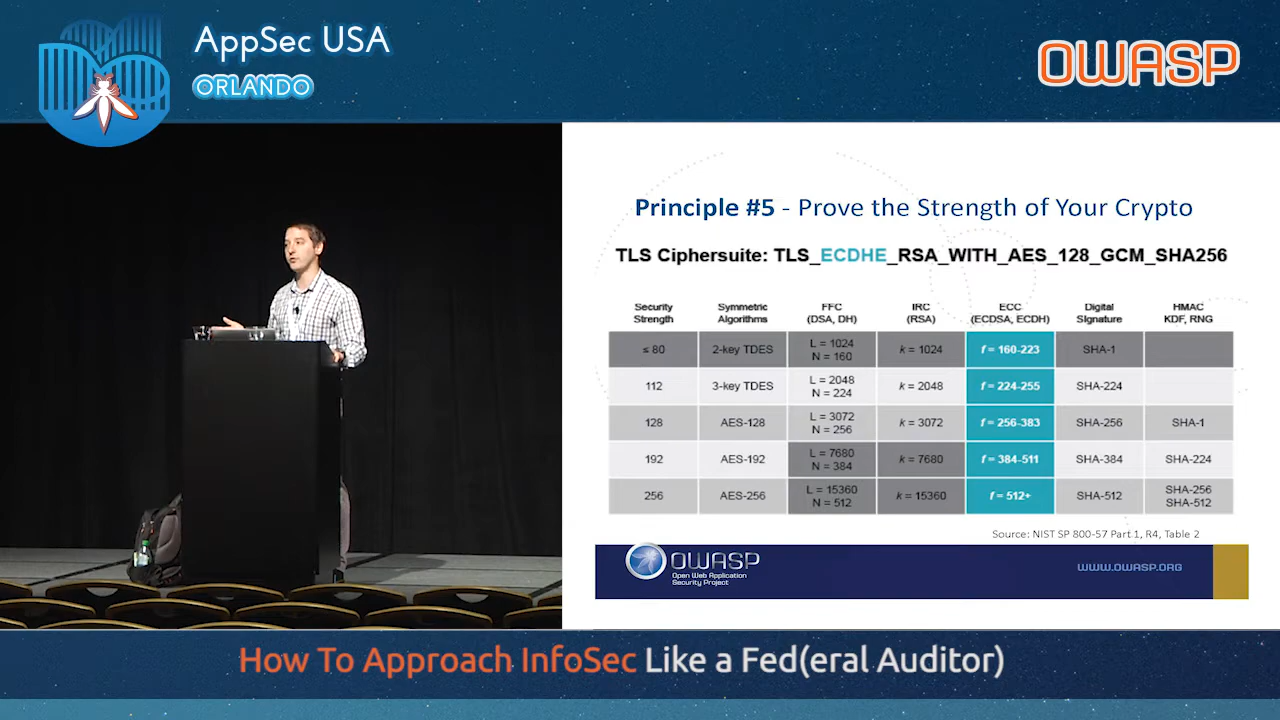 AppSec USA
ORLANDO
OWASP
Principle #5 - Prove the Strength of Your Crypto
TLS Ciphersuite: TLS_ECDHE_RSA_WITH_AES_128_GCM_SHA256
Security Strength Symmetric Algorithms FFC (DSA, DH) IRC (RSA) ECC (ECDSA, ECDH) Digital Signature HMAC KDF, RNG
≤ 80 2-key TDES L = 1024 N = 160 k = 1024 f = 160-223 SHA-1
112 3-key TDES L = 2048 N = 224 k = 2048 f = 224-255 SHA-224
128 AES-128 L = 3072 N = 256 k = 3072 f = 256-383 SHA-256 SHA-1
192 AES-192 L = 7680 N = 384 k = 7680 f = 384-511 SHA-384 SHA-224
256 AES-256 L = 15360 N = 512 k = 15360 f = 512+ SHA-512 SHA-256 SHA-512
Source: NIST SP 800-57 Part 1, R4, Table 2
OWASP
Open Web Application
Security Project
WWW.OWASP.ORG
How To Approach InfoSec Like a Fed(eral Auditor)